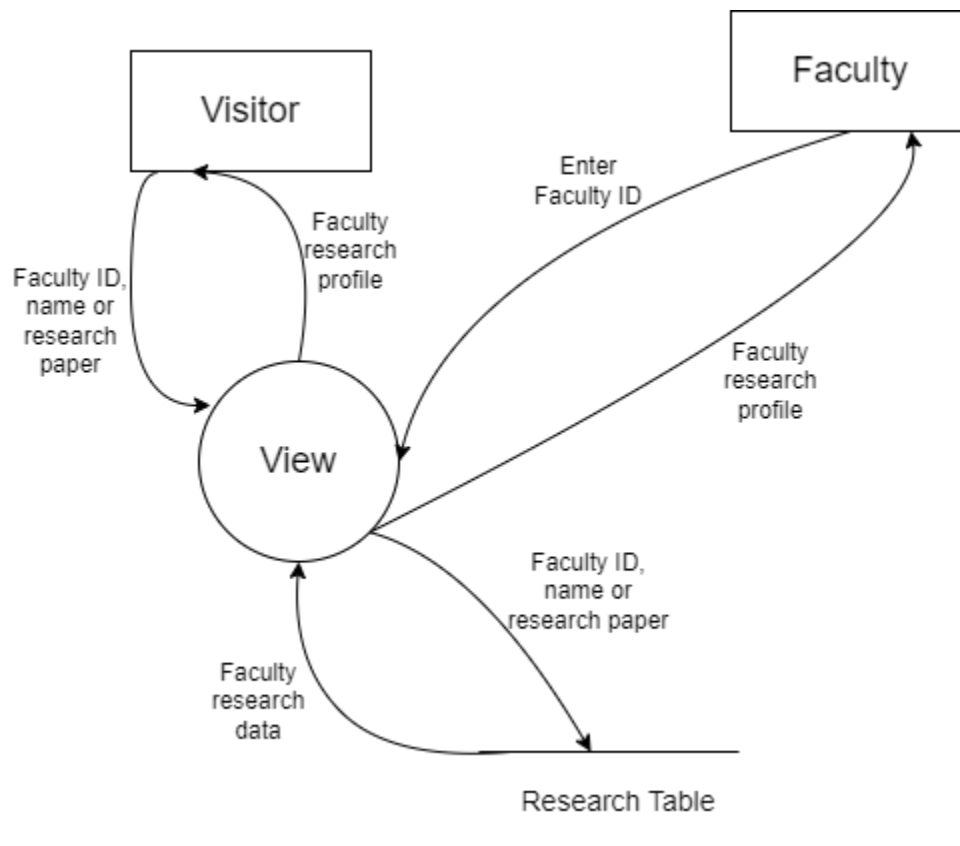 Faculty
Visitor
Enter
Faculty ID
Faculty
research
profile
Faculty ID,
name or
research
paper
Faculty
research
profile
View
Faculty ID,
name or
research paper
Faculty
research
data
Research Table